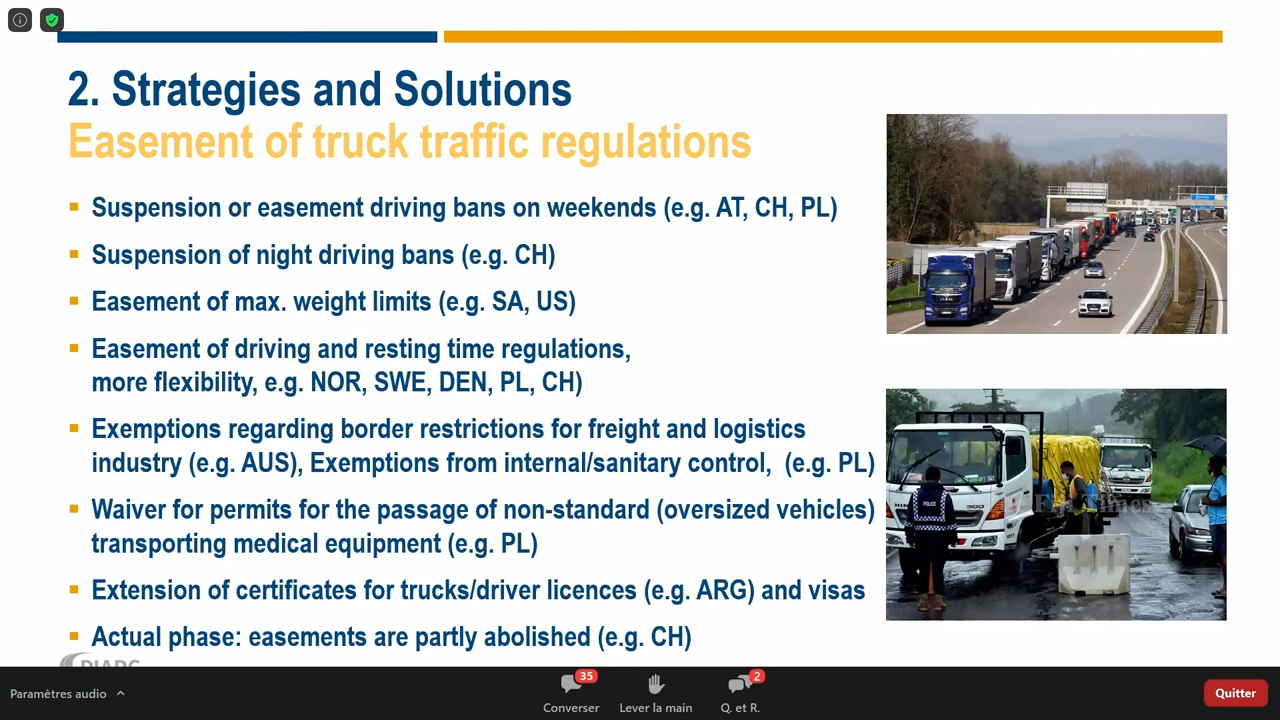 2. Strategies and Solutions
Easement of truck traffic regulations
Suspension or easement driving bans on weekends (e.g. AT, CH, PL)
Suspension of night driving bans (e.g. CH)
Easement of max. weight limits (e.g. SA, US)
Easement of driving and resting time regulations,
more flexibility, e.g. NOR, SWE, DEN, PL, CH)
Exemptions regarding border restrictions for freight and logistics
industry (e.g. AUS), Exemptions from internal/sanitary control, (e.g. PL)
Waiver for permits for the passage of non-standard (oversized vehicles)
transporting medical equipment (e.g. PL)
Extension of certificates for trucks/driver licences (e.g. ARG) and visas
Actual phase: easements are partly abolished (e.g. CH)
POLICE
HINO
500
Fiji Times
Paramètres audio
35
Converser
Lever la main
2
Q. et R.
Quitter